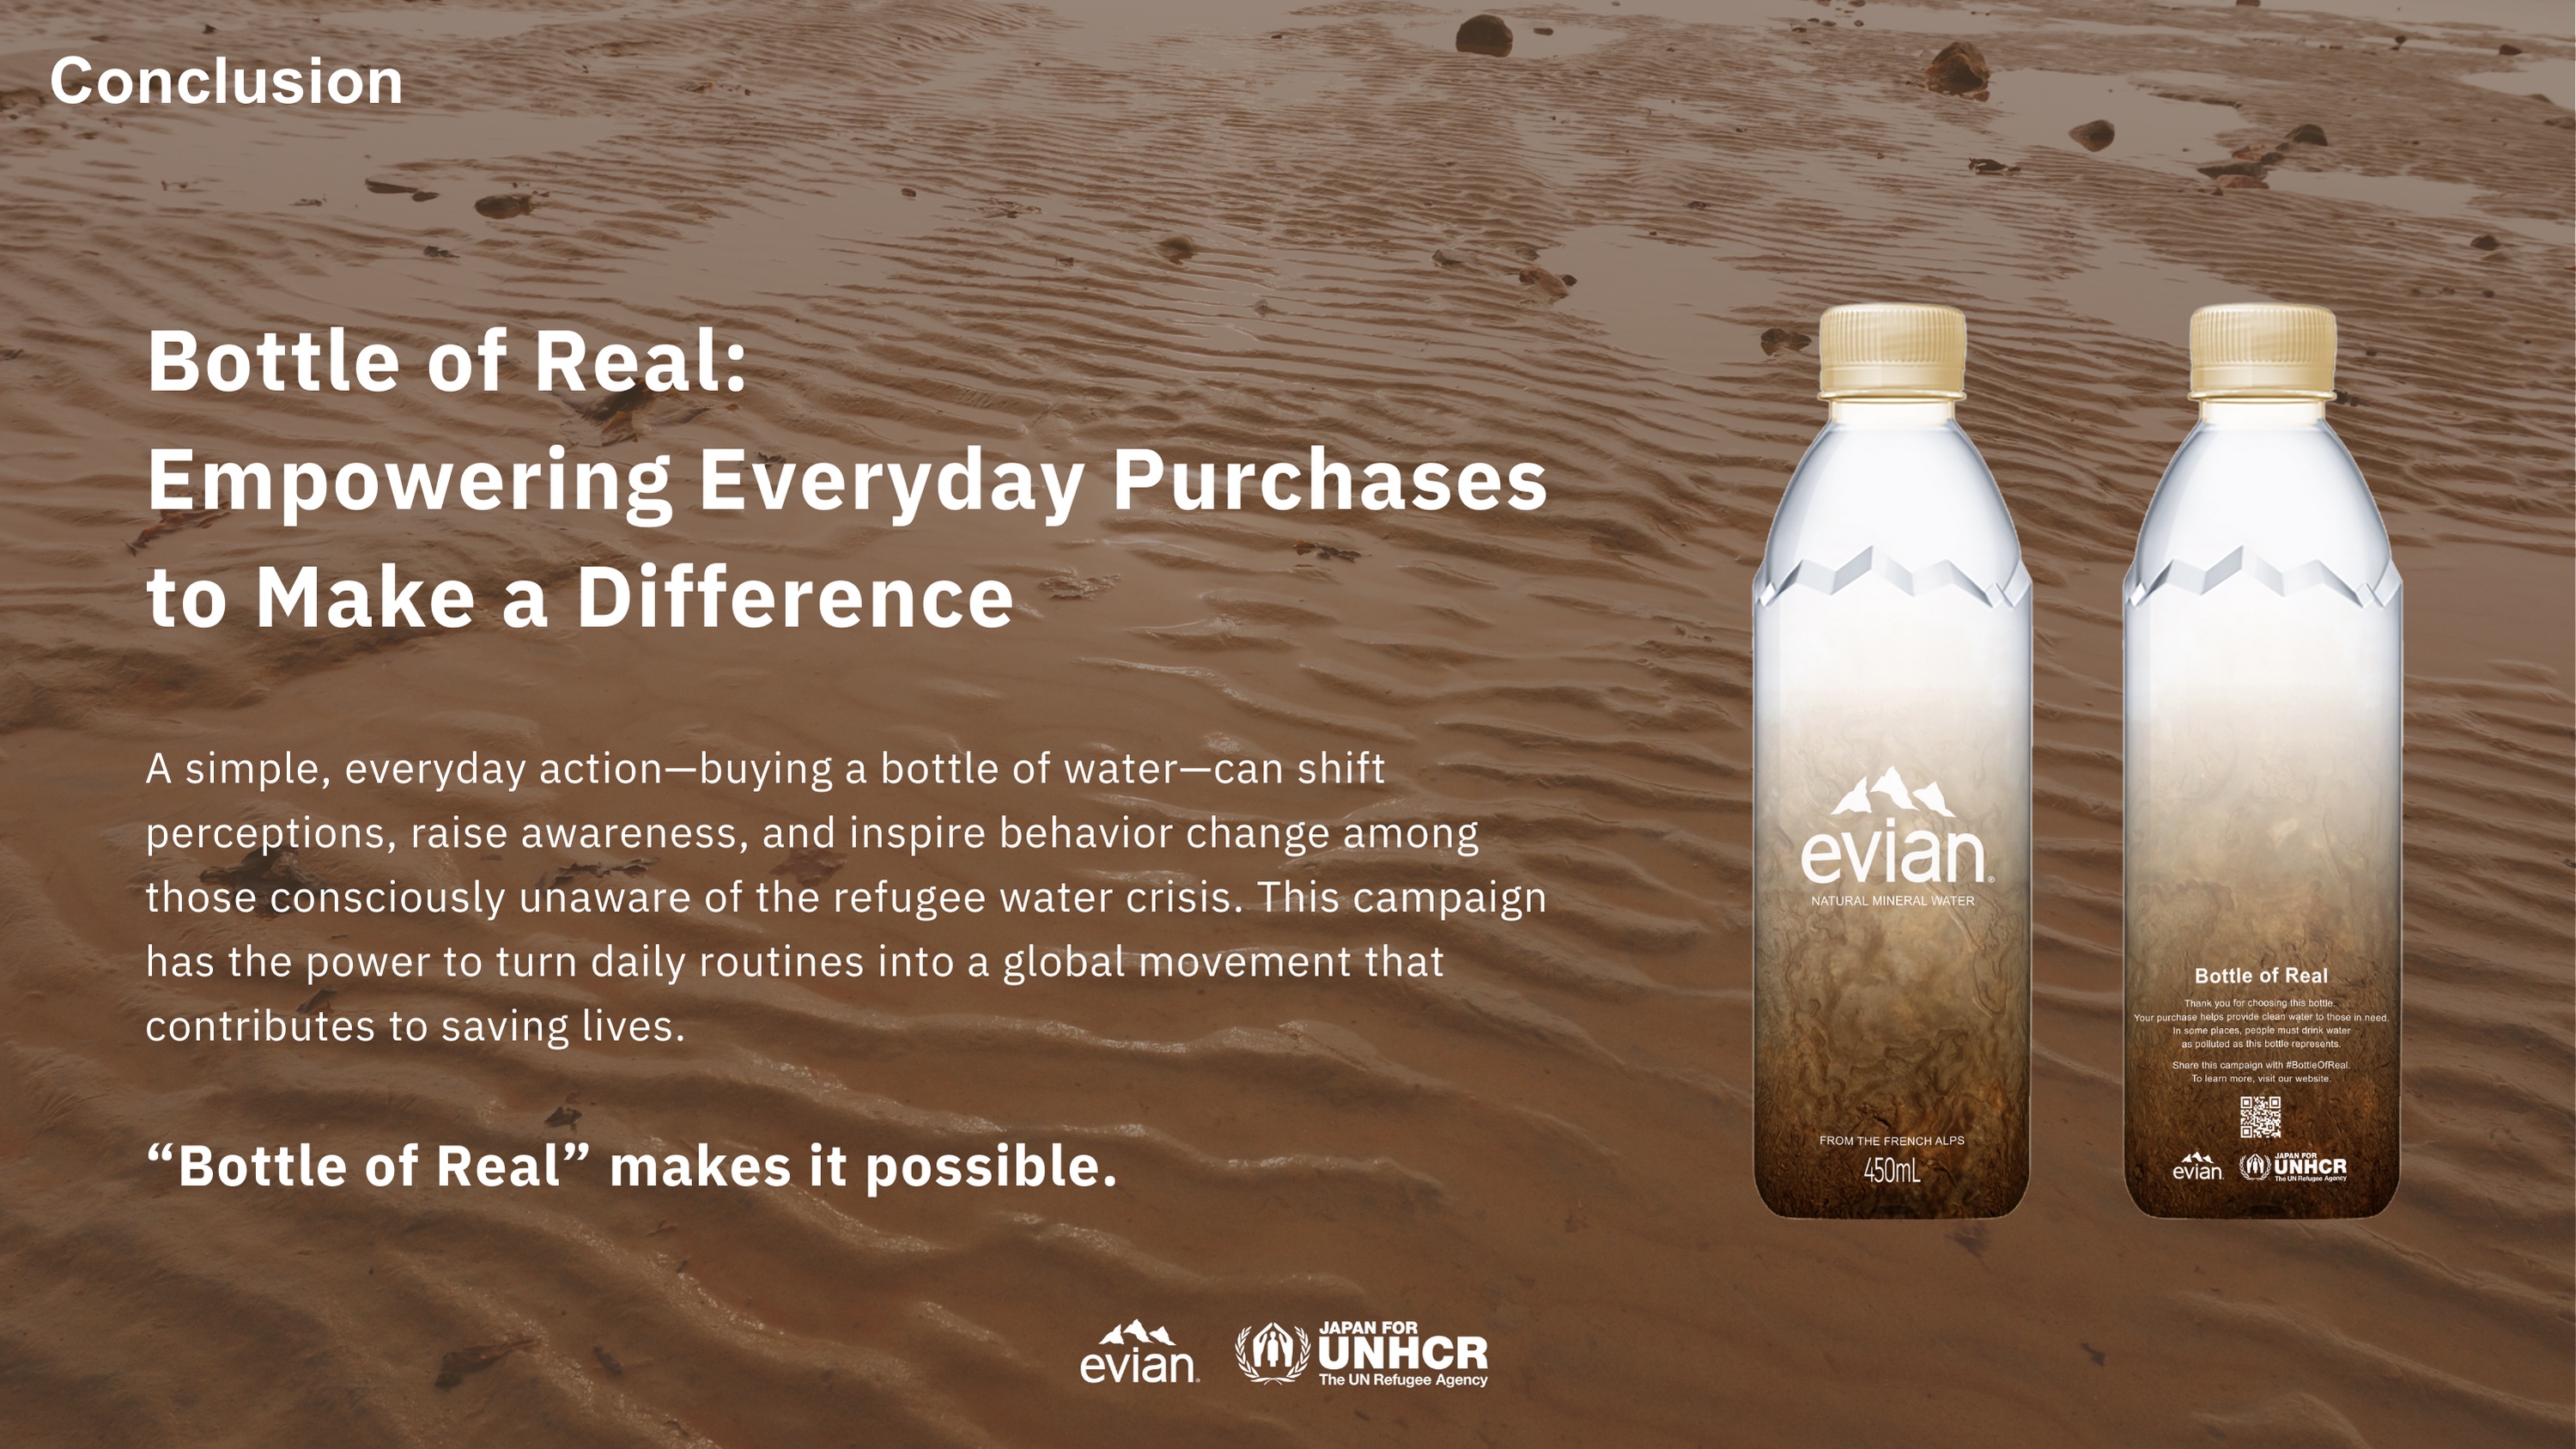 Conclusion
Bottle of Real:
Empowering Everyday Purchases
to Make a Difference
A simple, everyday action—buying a bottle of water—can shift
perceptions, raise awareness, and inspire behavior change among
those consciously unaware of the refugee water crisis. This campaign
has the power to turn daily routines into a global movement that
contributes to saving lives.
“Bottle of Real” makes it possible.
evian®
NATURAL MINERAL WATER
FROM THE FRENCH ALPS
450mL
Bottle of Real
Thank you for choosing this bottle.
Your purchase helps provide clean water to those in need.
In some places, people must drink water
as polluted as this bottle represents.
Share this campaign with #BottleOfReal.
To learn more, visit our website.
evian
JAPAN FOR
UNHCR
The UN Refugee Agency
evian
JAPAN FOR
UNHCR
The UN Refugee Agency